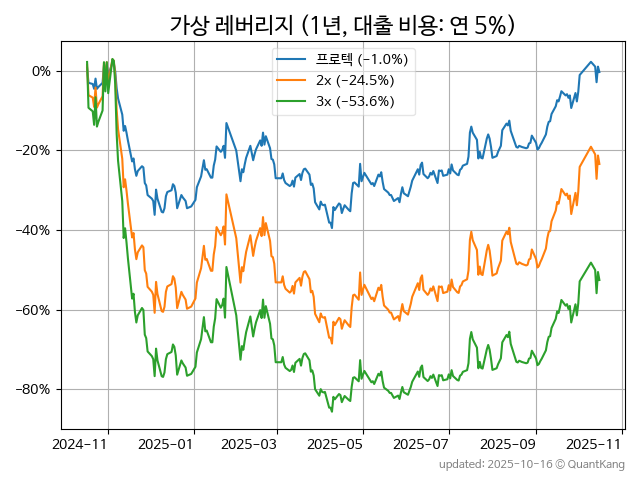 가상 레버리지 (1년, 대출 비용: 연 5%)
프로텍 (−1.0%)
2x (−24.5%)
3x (−53.6%)
0%
−20%
−40%
−60%
−80%
2024-11 2025-01 2025-03 2025-05 2025-07 2025-09 2025-11
updated: 2025-10-16 © QuantKang